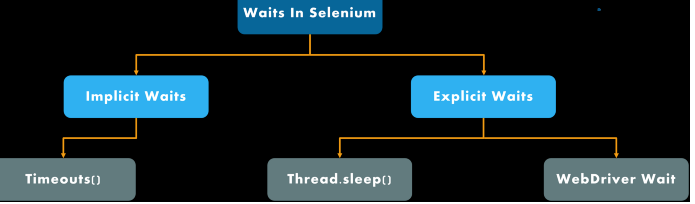 Waits In Selenium
Implicit Waits
Explicit Waits
Timeouts()
Thread.sleep()
WebDriver Wait